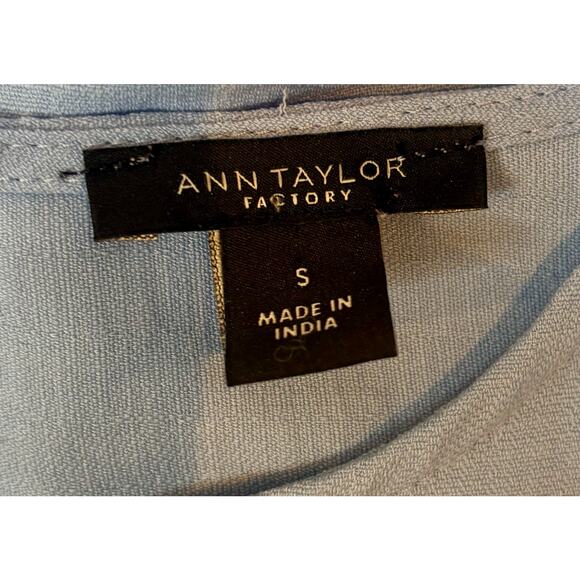 ANN TAYLOR
FACTORY
S
MADE IN
INDIA